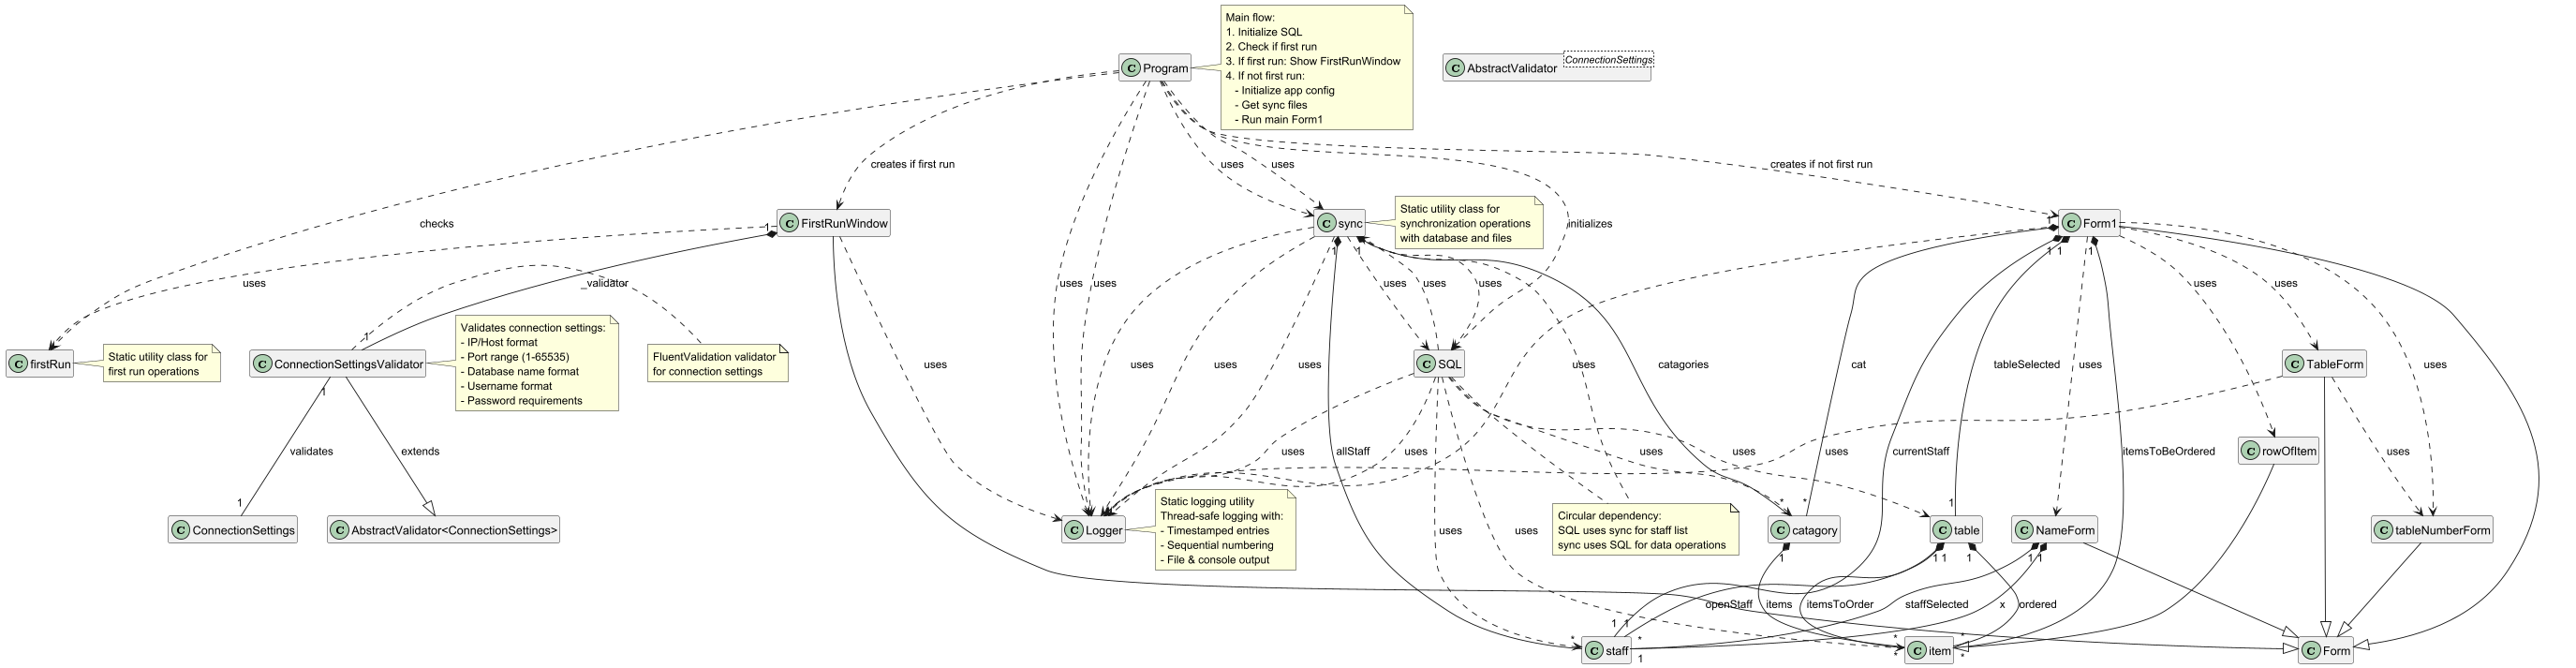 Main flow:
1. Initialize SQL
2. Check if first run
3. If first run: Show FirstRunWindow
4. If not first run:
- Initialize app config
- Get sync files
- Run main Form1
C Program
C AbstractValidator
ConnectionSettings
creates if first run
uses
uses
creates if not first run
checks
C FirstRunWindow
1
C sync
Static utility class for
synchronization operations
with database and files
initializes
C Form1
1
1
1
1
1
1
uses
_validator
uses
uses
uses
uses
uses
uses
uses
1
C firstRun
Static utility class for
first run operations
C ConnectionSettingsValidator
1
Validates connection settings:
- IP/Host format
- Port range (1-65535)
- Database name format
- Username format
- Password requirements
FluentValidation validator
for connection settings
uses
uses
uses
uses
C SQL
uses
catagories
cat
tableSelected
uses
C TableForm
uses
validates
extends
uses
uses
allStaff
uses
uses
uses
currentStaff
itemsToBeOrdered
C rowOfItem
uses
1
C ConnectionSettings
C AbstractValidator<ConnectionSettings>
C Logger
Static logging utility
Thread-safe logging with:
- Timestamped entries
- Sequential numbering
- File & console output
uses
uses
Circular dependency:
SQL uses sync for staff list
sync uses SQL for data operations
*
*
C catagory
1
1
C table
1
1
1
C NameForm
1
1
C tableNumberForm
openStaff
items
itemsToOrder
staffSelected
x
ordered
1
1
*
*
C staff
1
*
*
C item
*
*
C Form